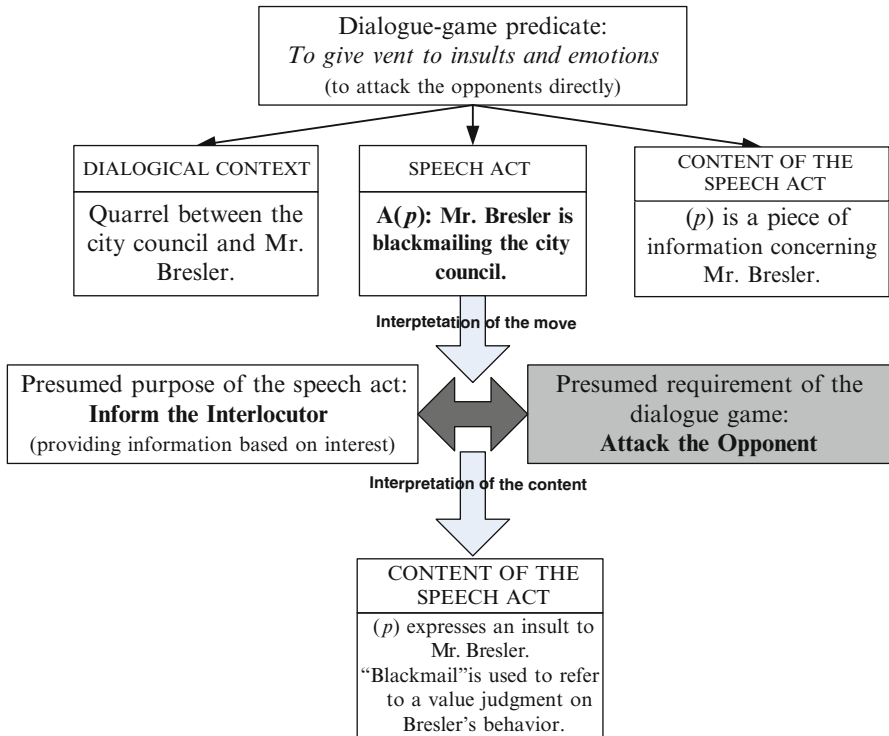 Dialogue-game predicate:
To give vent to insults and emotions
(to attack the opponents directly)
DIALOGICAL CONTEXT
Quarrel between the
city council and Mr.
Bresler.
SPEECH ACT
A(p): Mr. Bresler is
blackmailing the city
council.
CONTENT OF THE
SPEECH ACT
(p) is a piece of
information concerning
Mr. Bresler.
Interptetation of the move
Presumed purpose of the speech act:
Inform the Interlocutor
(providing information based on interest)
Presumed requirement of the
dialogue game:
Attack the Opponent
Interpretation of the content
CONTENT OF THE
SPEECH ACT
(p) expresses an insult to
Mr. Bresler.
“Blackmail”is used to refer
to a value judgment on
Bresler’s behavior.